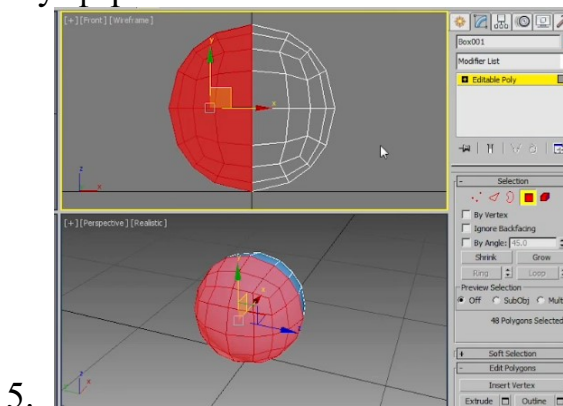 [+][Front][Wireframe]
Box001
Modifier List
Editable Poly
y
x
z
x
Selection
By Vertex
Ignore Backfacing
By Angle: 45.0
Shrink Grow
Ring Loop
Preview Selection
Off SubObj Mult
48 Polygons Selected
[+][Perspective][Realistic]
z
x
Soft Selection
Edit Polygons
Insert Vertex
Extrude Outline
5.